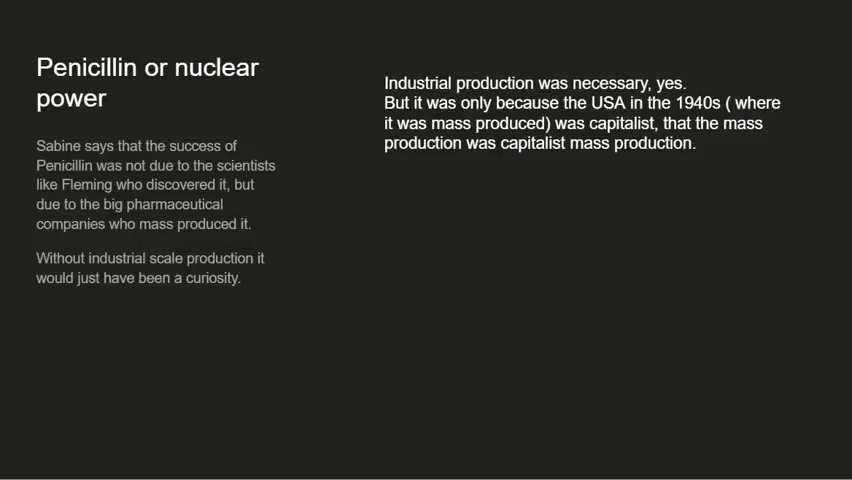 Penicillin or nuclear
power
Sabine says that the success of
Penicillin was not due to the scientists
like Fleming who discovered it, but
due to the big pharmaceutical
companies who mass produced it.
Without industrial scale production it
would just have been a curiosity.
Industrial production was necessary, yes.
But it was only because the USA in the 1940s ( where
it was mass produced) was capitalist, that the mass
production was capitalist mass production.